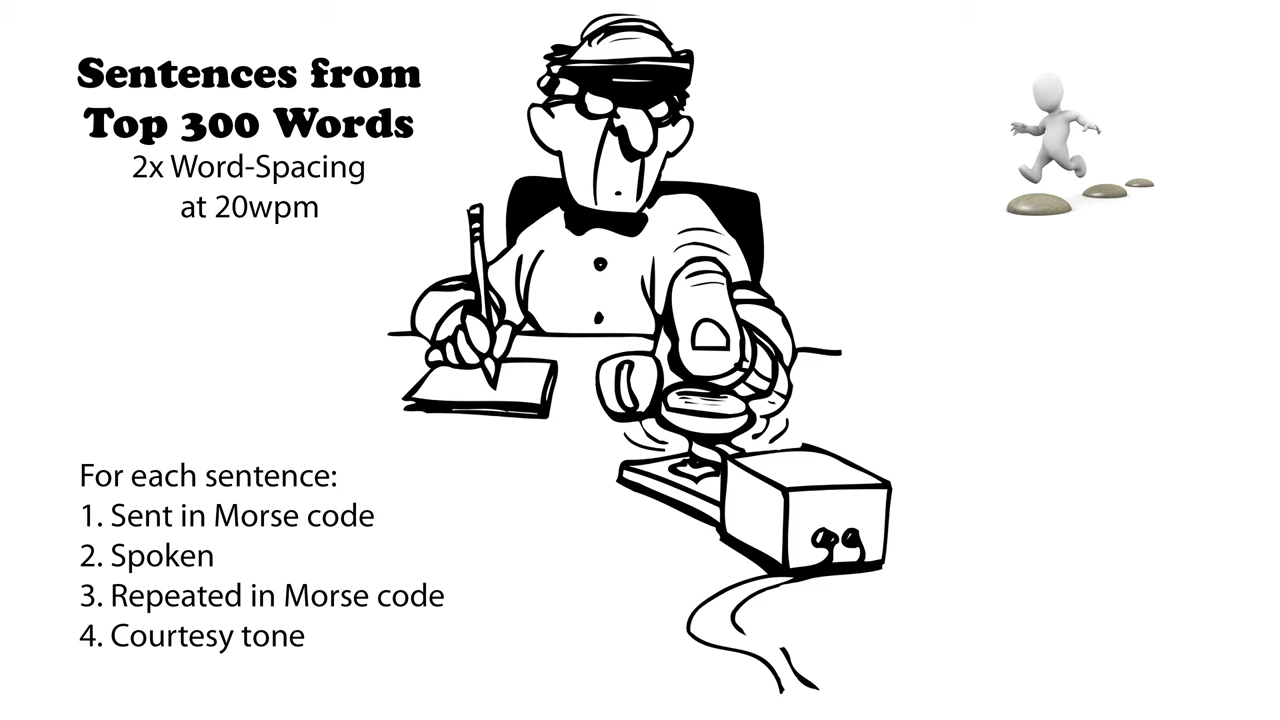 Sentences from
Top 300 Words
2x Word-Spacing
at 20wpm
For each sentence:
1. Sent in Morse code
2. Spoken
3. Repeated in Morse code
4. Courtesy tone